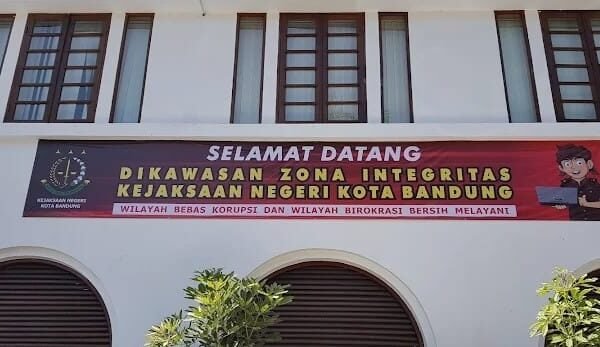 SELAMAT DATANG
DIKAWASAN ZONA INTEGRITAS
KEJAKSAAN NEGERI KOTA BANDUNG
WILAYAH BEBAS KORUPSI DAN WILAYAH BIROKRASI BERSIH MELAYANI
KEJAKSAAN NEGERI
KOTA BANDUNG